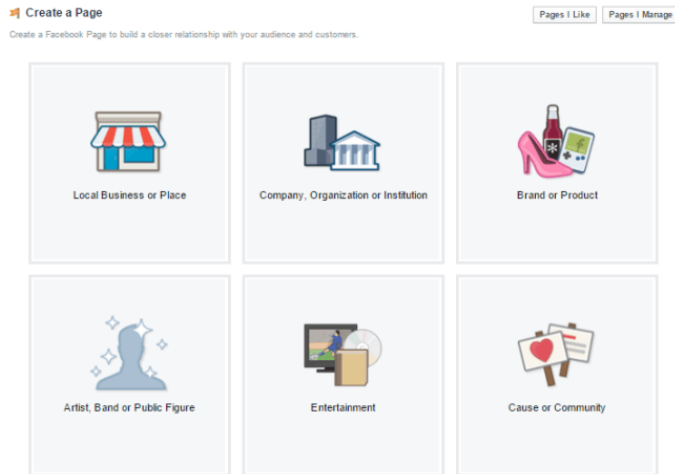 Create a Page
Pages I Like
Pages I Manage
Create a Facebook Page to build a closer relationship with your audience and customers.
Local Business or Place
Company, Organization or Institution
Brand or Product
Artist, Band or Public Figure
Entertainment
Cause or Community